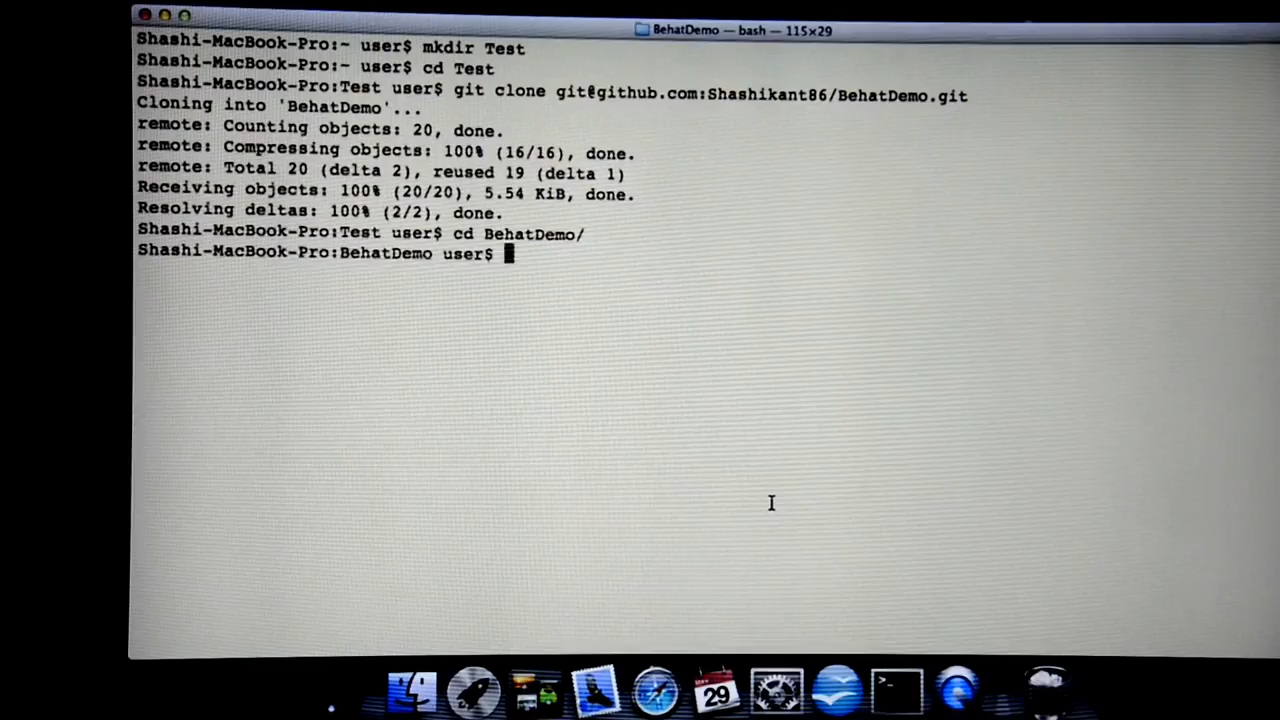 BehatDemo — bash — 115×29
Shashi-MacBook-Pro:~ user$ mkdir Test
Shashi-MacBook-Pro:~ user$ cd Test
Shashi-MacBook-Pro:Test user$ git clone git@github.com:Shashikant86/BehatDemo.git
Cloning into 'BehatDemo'...
remote: Counting objects: 20, done.
remote: Compressing objects: 100% (16/16), done.
remote: Total 20 (delta 2), reused 19 (delta 1)
Receiving objects: 100% (20/20), 5.54 KiB, done.
Resolving deltas: 100% (2/2), done.
Shashi-MacBook-Pro:Test user$ cd BehatDemo/
Shashi-MacBook-Pro:BehatDemo user$
29
>_